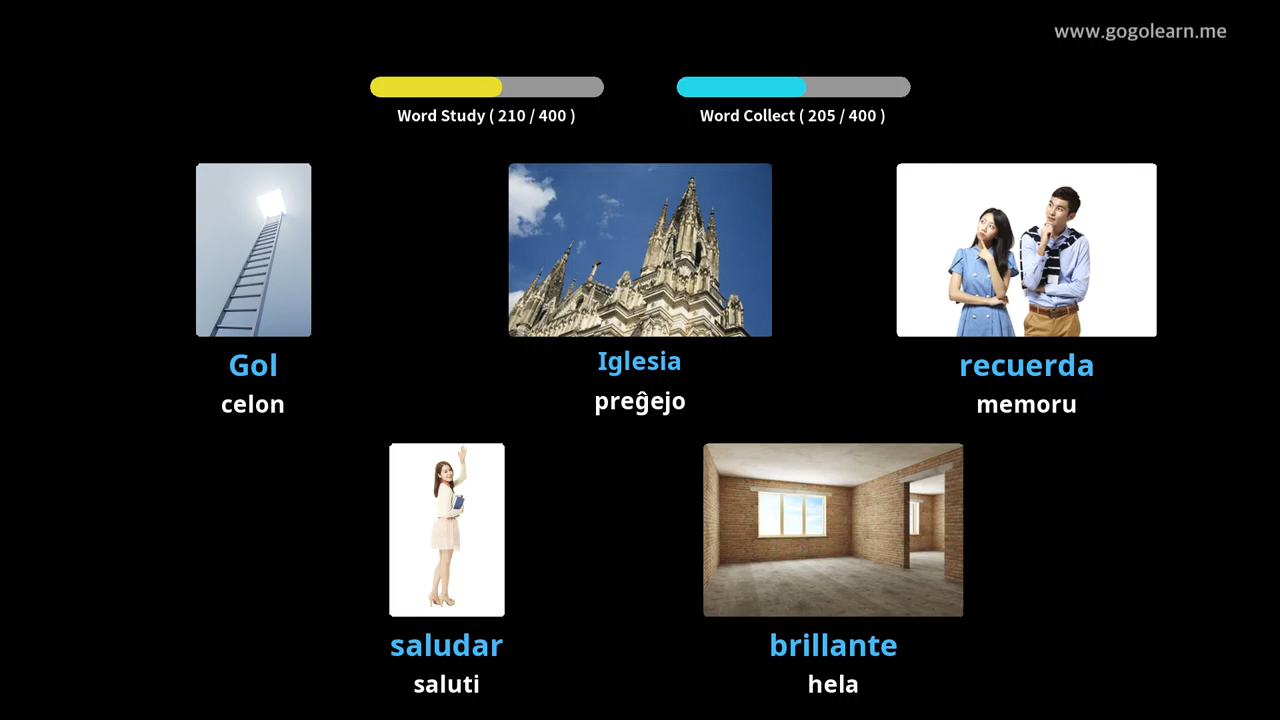 www.gogolearn.me
Word Study ( 210 / 400 )
Word Collect ( 205 / 400 )
Gol
celon
Iglesia
preĝejo
recuerda
memoru
saludar
saluti
brillante
hela